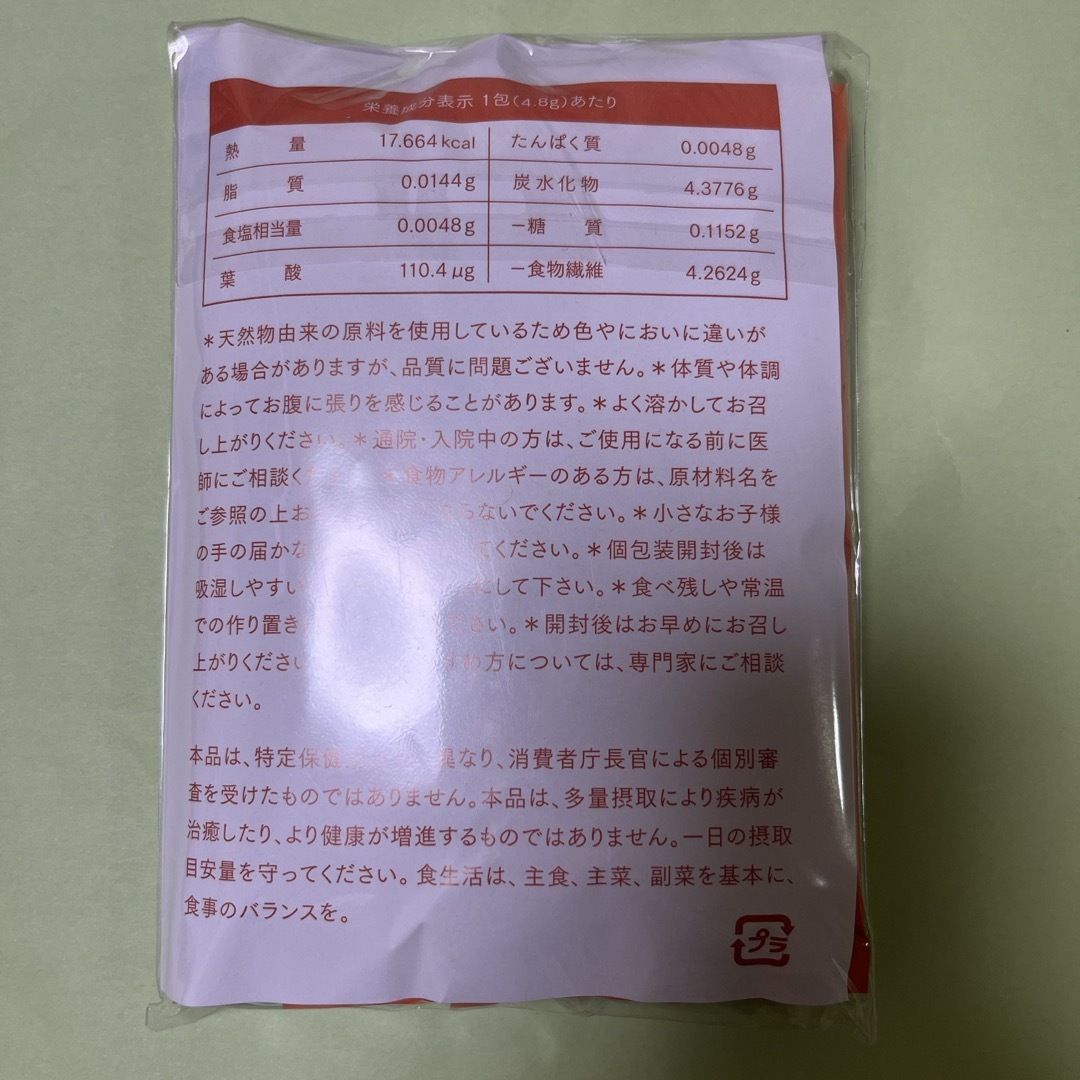 栄養成分表示 1包(4.8g)あたり
熱量 17.664kcal たんぱく質 0.0048g
脂質 0.0144g 炭水化物 4.3776g
食塩相当量 0.0048g －糖質 0.1152g
葉酸 110.4μg －食物繊維 4.2624g
＊天然物由来の原料を使用しているため色やにおいに違いが
ある場合がありますが、品質に問題ございません。＊体質や体調
によってお腹に張りを感じることがあります。＊よく溶かしてお召
し上がりください。＊通院・入院中の方は、ご使用になる前に医
師にご相談く ＊食物アレルギーのある方は、原材料名を
ご参照の上お らないでください。＊小さなお子様
の手の届かな てください。＊個包装開封後は
吸湿しやすい にして下さい。＊食べ残しや常温
での作り置き さい。＊開封後はお早めにお召し
上がりくださ 方については、専門家にご相談
ください。
本品は、特定保健 異なり、消費者庁長官による個別審
査を受けたものではありません。本品は、多量摂取により疾病が
治癒したり、より健康が増進するものではありません。一日の摂取
目安量を守ってください。食生活は、主食、主菜、副菜を基本に、
食事のバランスを。
プラ